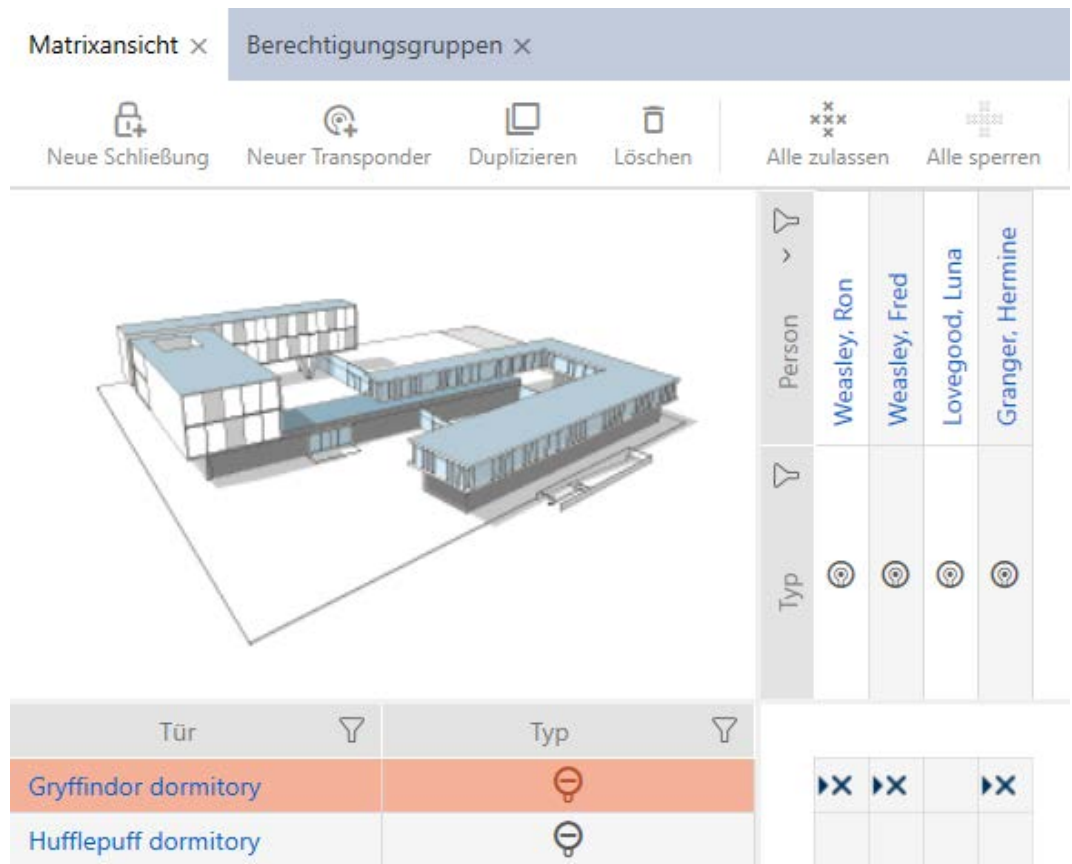 Matrixansicht × Berechtigungsgruppen ×
Neue Schließung Neuer Transponder Duplizieren Löschen Alle zulassen Alle sperren
Person
Weasley, Ron
Weasley, Fred
Lovegood, Luna
Granger, Hermine
Typ
Tür Typ
Gryffindor dormitory
Hufflepuff dormitory